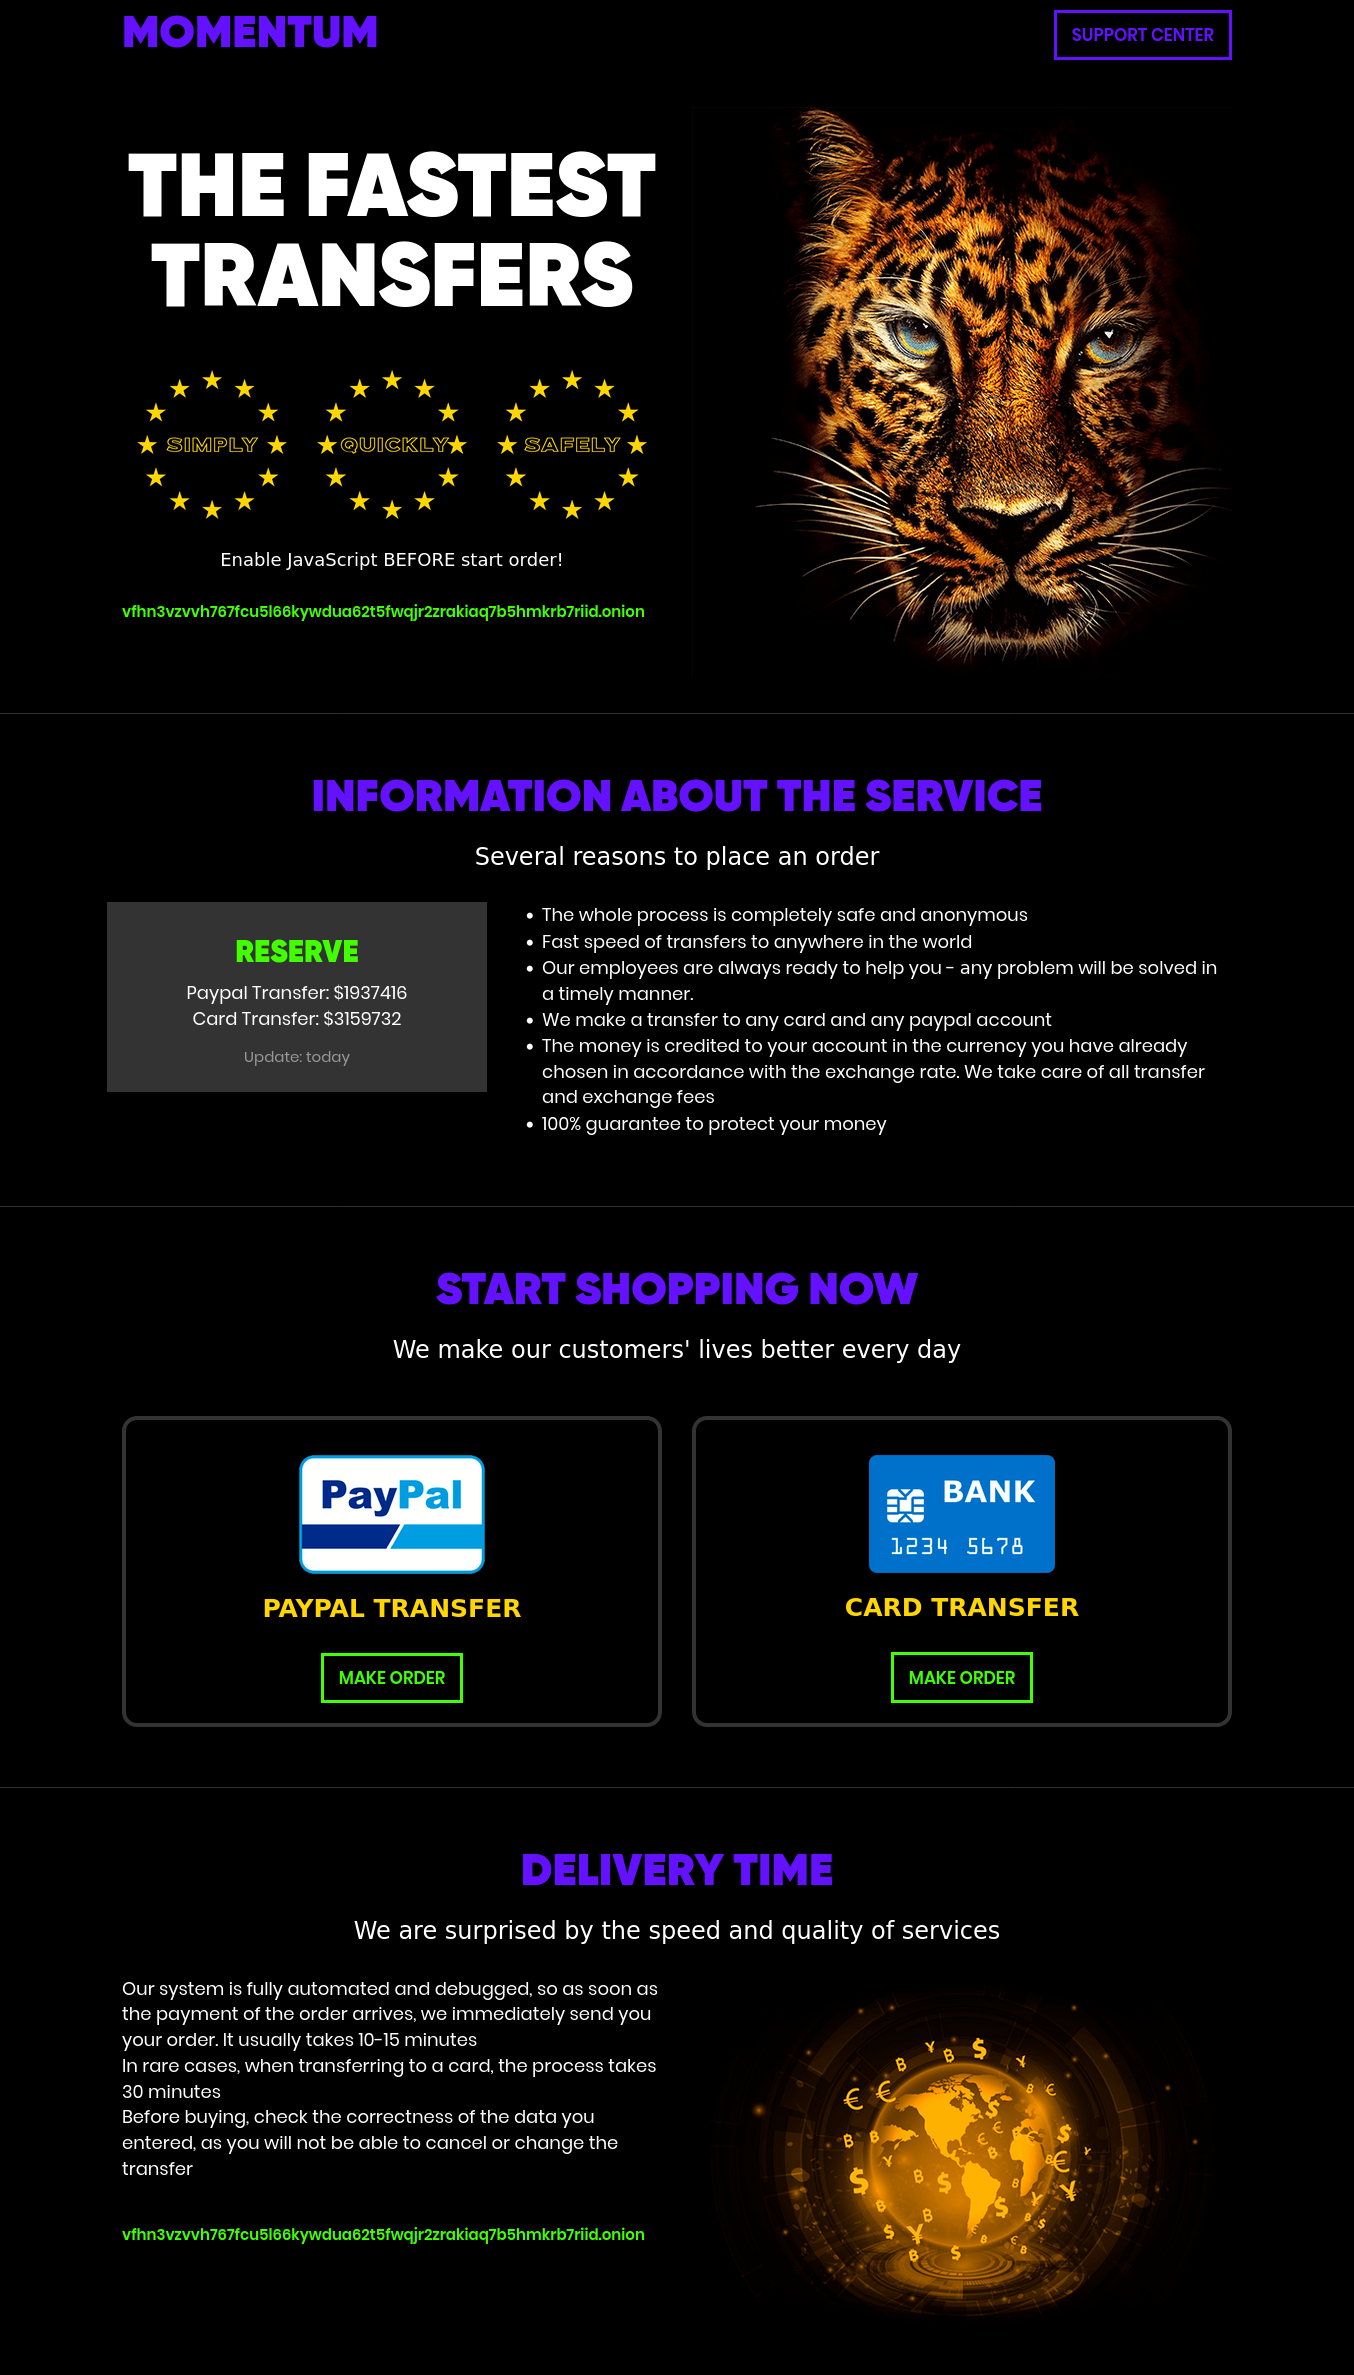 MOMENTUM
SUPPORT CENTER
THE FASTEST
TRANSFERS
SIMPLY
QUICKLY
SAFELY
Enable JavaScript BEFORE start order!
vfhn3vzvvh767fcu5l66kywdua62t5fwqjr2zrakiaq7b5hmkrb7riid.onion
INFORMATION ABOUT THE SERVICE
Several reasons to place an order
RESERVE
Paypal Transfer: $1937416
Card Transfer: $3159732
Update: today
• The whole process is completely safe and anonymous
• Fast speed of transfers to anywhere in the world
• Our employees are always ready to help you - any problem will be solved in
a timely manner.
• We make a transfer to any card and any paypal account
• The money is credited to your account in the currency you have already
chosen in accordance with the exchange rate. We take care of all transfer
and exchange fees
• 100% guarantee to protect your money
START SHOPPING NOW
We make our customers' lives better every day
PayPal
PAYPAL TRANSFER
MAKE ORDER
BANK
1234 5678
CARD TRANSFER
MAKE ORDER
DELIVERY TIME
We are surprised by the speed and quality of services
Our system is fully automated and debugged, so as soon as
the payment of the order arrives, we immediately send you
your order. It usually takes 10-15 minutes
In rare cases, when transferring to a card, the process takes
30 minutes
Before buying, check the correctness of the data you
entered, as you will not be able to cancel or change the
transfer
vfhn3vzvvh767fcu5l66kywdua62t5fwqjr2zrakiaq7b5hmkrb7riid.onion